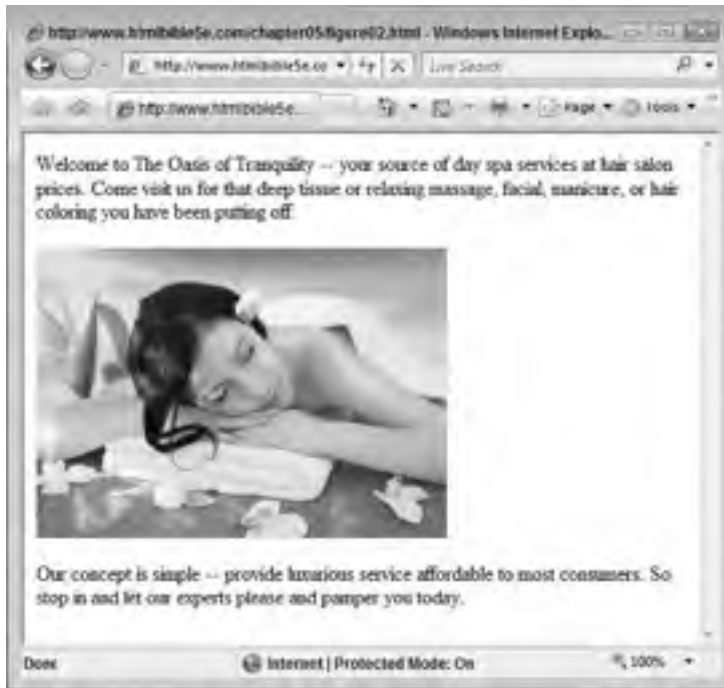 http://www.htmlbible5e.com/chapter05/figure02.html - Windows Internet Explo...
http://www.htmlbible5e.co
Live Search
http://www.htmlbible5e...
Page
Tools
Welcome to The Oasis of Tranquility -- your source of day spa services at hair salon
prices. Come visit us for that deep tissue or relaxing massage, facial, manicure, or hair
coloring you have been putting off.
Our concept is simple -- provide luxurious service affordable to most consumers. So
stop in and let our experts please and pamper you today.
Done
Internet | Protected Mode: On
100%